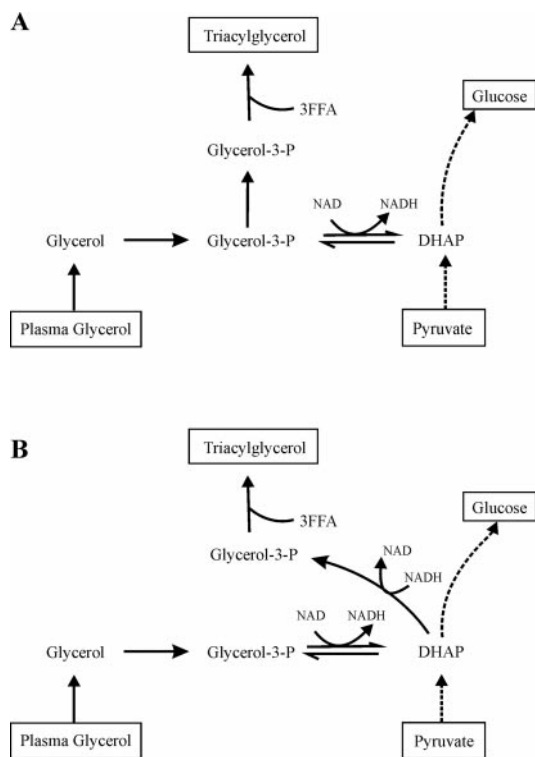 A
Triacylglycerol
Glucose
3FFA
Glycerol-3-P
NAD NADH
Glycerol Glycerol-3-P DHAP
Plasma Glycerol Pyruvate
B
Triacylglycerol
Glucose
3FFA
NAD
Glycerol-3-P
NADH
NAD NADH
Glycerol Glycerol-3-P DHAP
Plasma Glycerol Pyruvate